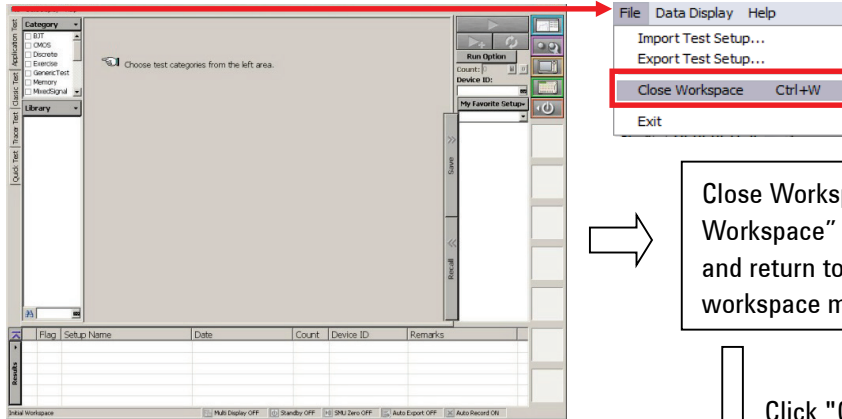 File Data Display Help
Import Test Setup...
Export Test Setup...
Close Workspace Ctrl+W
Exit
Quick Test
Tracer Test
Classic Test
Application Test
Category
BJT
CMOS
Discrete
Exercise
GenericTest
Memory
MixedSignal
Library
Choose test categories from the left area.
Run Option
Count:
Device ID:
My Favorite Setup
Save
Recall
Results
Flag Setup Name Date Count Device ID Remarks
Initial Workspace Multi Display OFF Standby OFF SMU Zero OFF Auto Export OFF Auto Record ON
Close Worksp
Workspace”
and return to
workspace m
Click "C